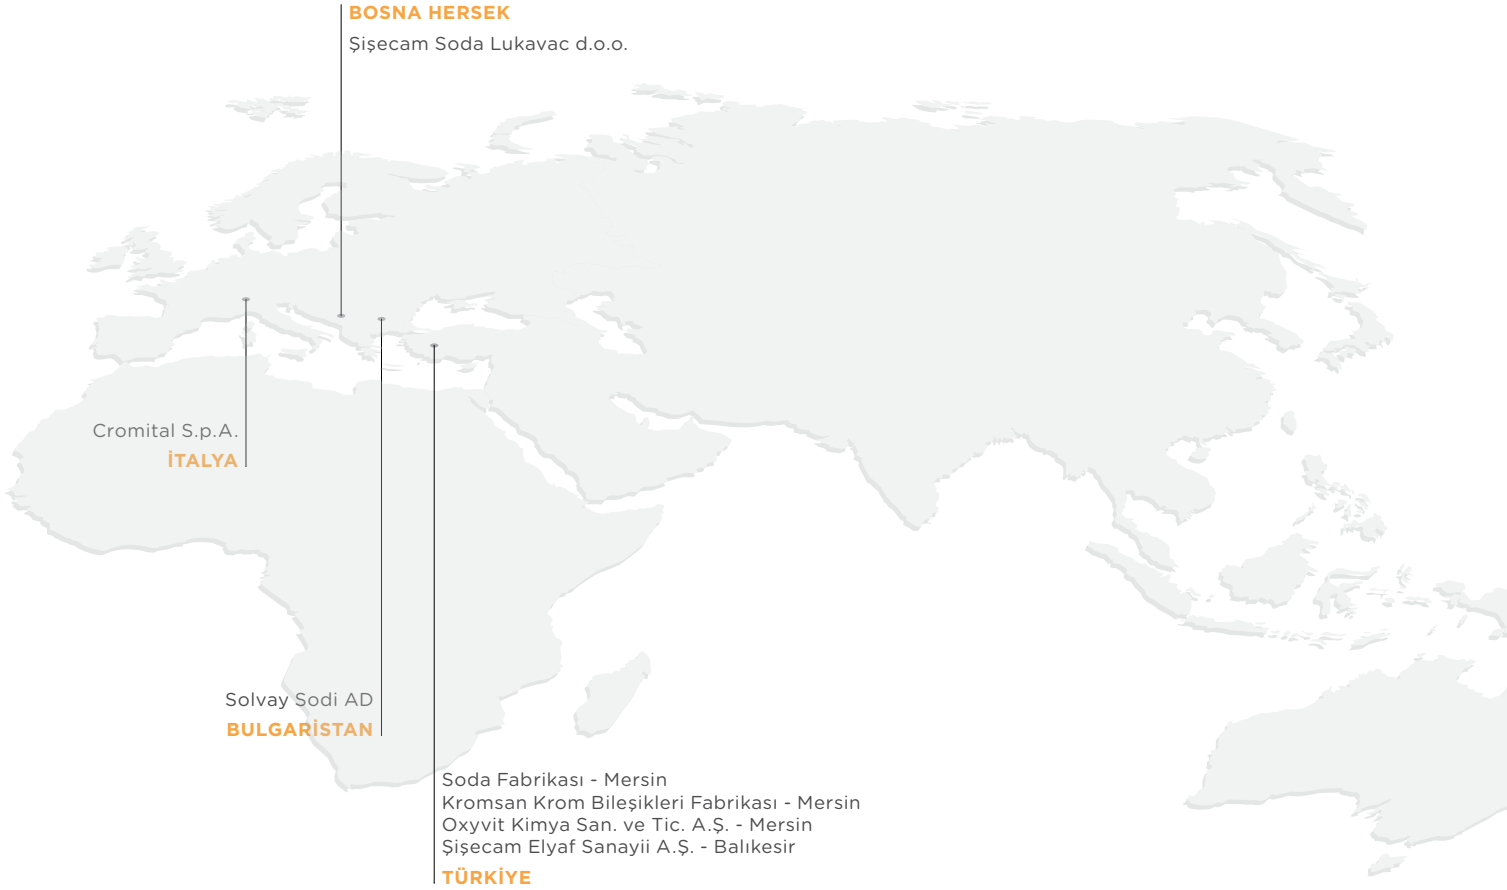 BOSNA HERSEK
Şişecam Soda Lukavac d.o.o.
Cromital S.p.A.
İTALYA
Solvay Sodi AD
BULGARİSTAN
Soda Fabrikası - Mersin
Kromsan Krom Bileşikleri Fabrikası - Mersin
Oxyvit Kimya San. ve Tic. A.Ş. - Mersin
Şişecam Elyaf Sanayii A.Ş. - Balıkesir
TÜRKİYE